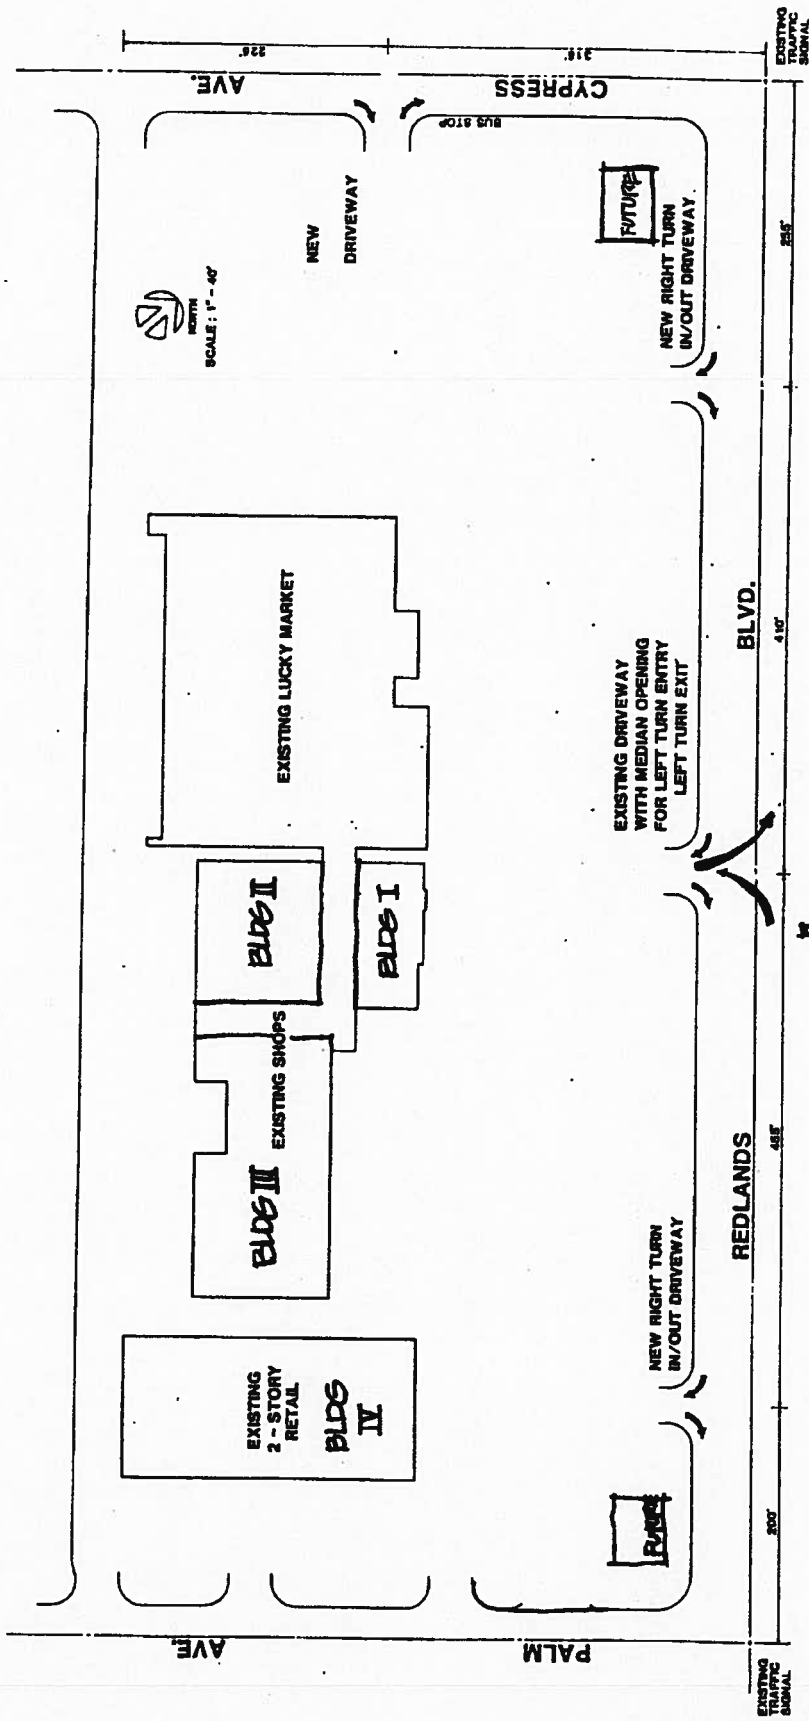 AVE.
CYPRESS
225'
315'
EXISTING
TRAFFIC
SIGNAL
BUS STOP
NEW
DRIVEWAY
NORTH
SCALE: 1" - 40'
FUTURE
NEW RIGHT TURN
IN/OUT DRIVEWAY
255'
EXISTING LUCKY MARKET
EXISTING DRIVEWAY
WITH MEDIAN OPENING
FOR LEFT TURN ENTRY
LEFT TURN EXIT
BLVD.
410'
BLDG II
BLDG I
EXISTING SHOPS
BLDG III
REDLANDS
455'
NEW RIGHT TURN
IN/OUT DRIVEWAY
EXISTING
2 - STORY
RETAIL
BLDG
IV
FUTURE
200'
AVE
PALM
EXISTING
TRAFFIC
SIGNAL